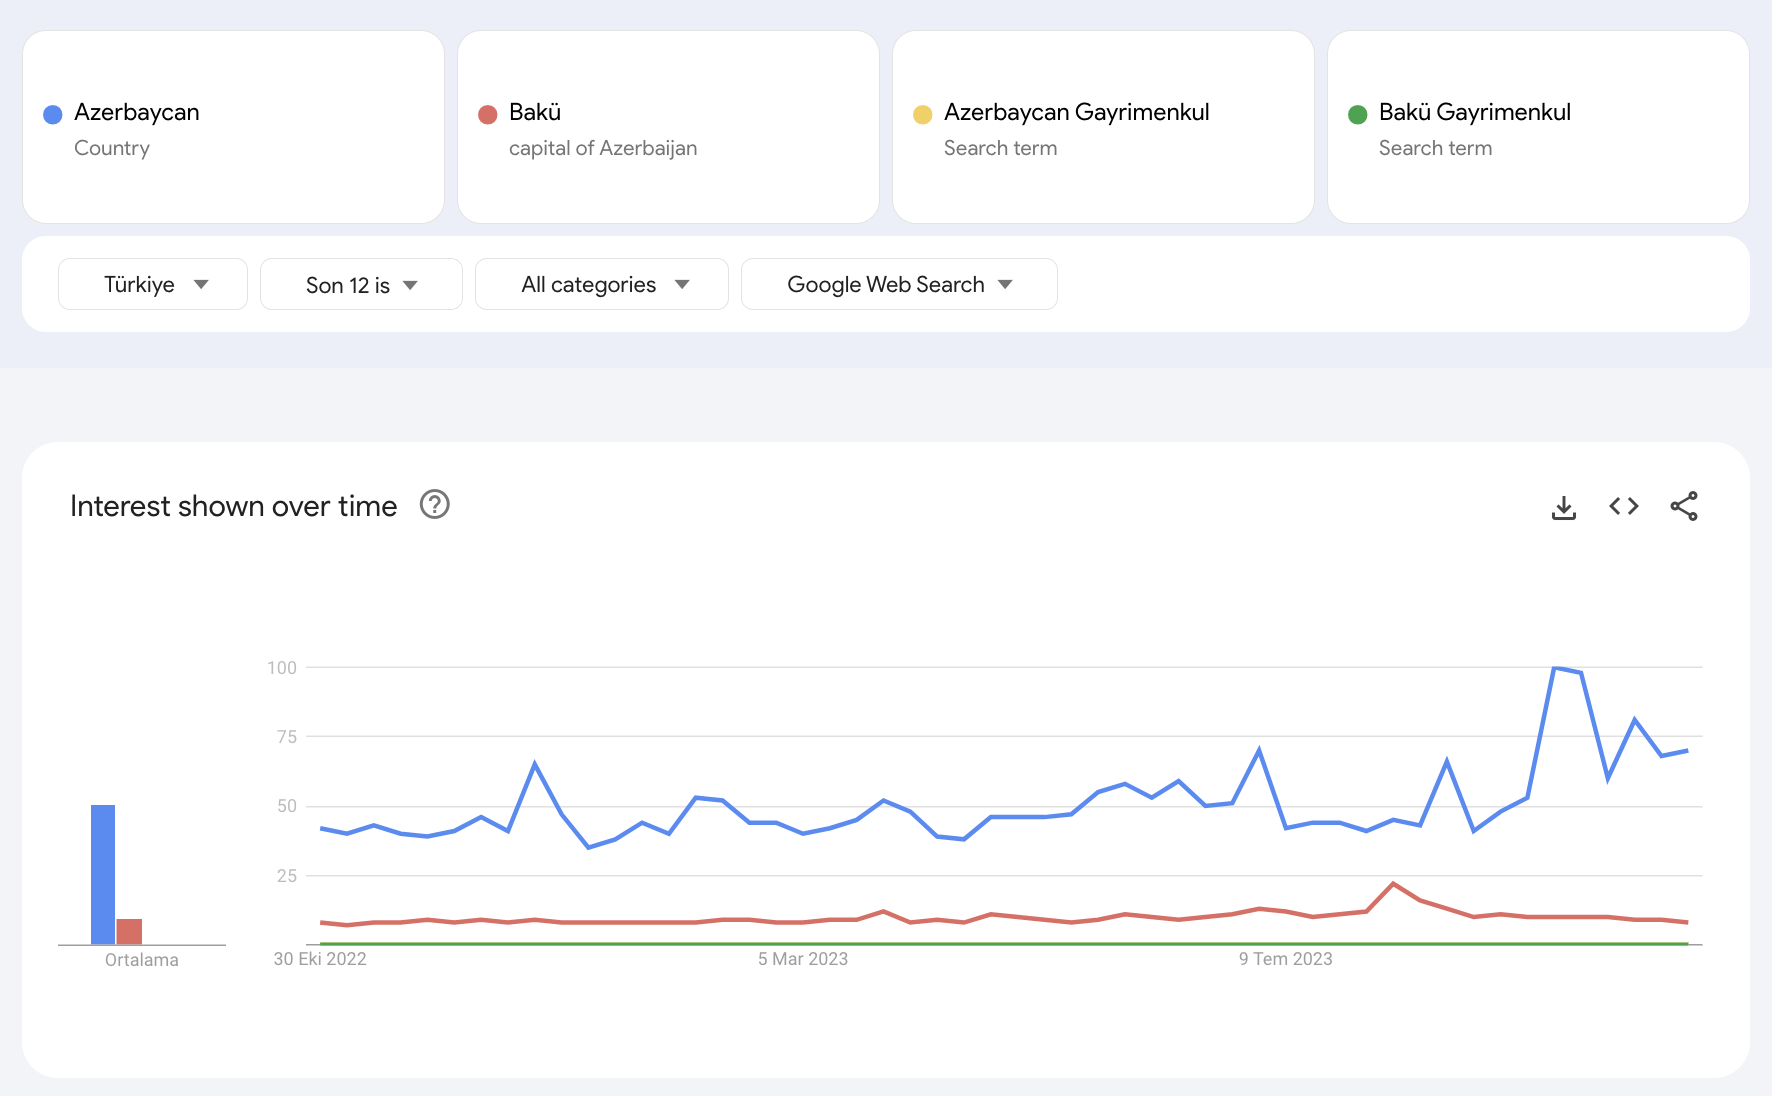 Azerbaycan
Country
Bakü
capital of Azerbaijan
Azerbaycan Gayrimenkul
Search term
Bakü Gayrimenkul
Search term
Türkiye
Son 12 is
All categories
Google Web Search
Interest shown over time
100
75
50
25
Ortalama
30 Eki 2022
5 Mar 2023
9 Tem 2023